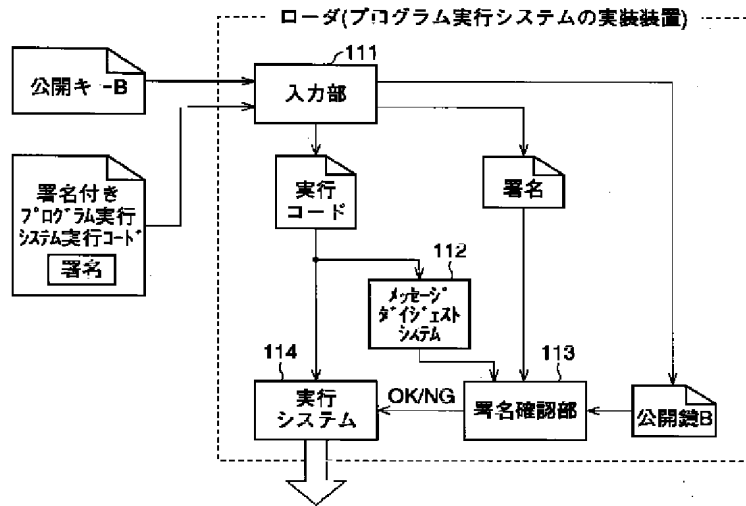 ローダ(プログラム実行システムの実装装置)
111
公開キーB
入力部
署名付き
プログラム実行
システム実行コード
署名
実行
コード
署名
112
メッセージ
ダイジェスト
システム
114
113
実行
システム
OK/NG
署名確認部
公開鍵B